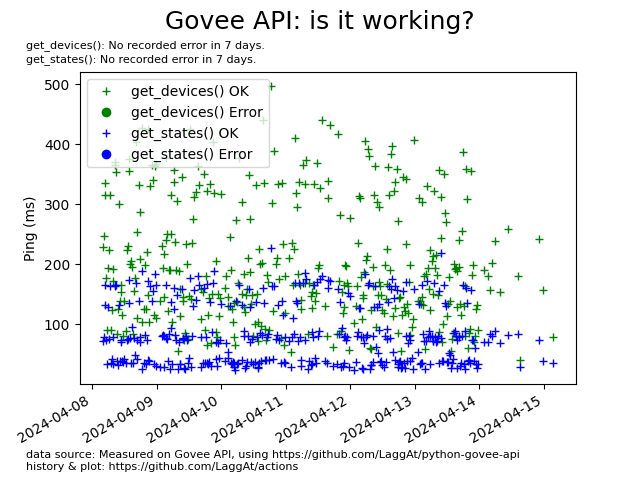 Govee API: is it working?
get_devices(): No recorded error in 7 days.
get_states(): No recorded error in 7 days.
get_devices() OK
get_devices() Error
get_states() OK
get_states() Error
Ping (ms)
500
400
300
200
100
2024-04-08
2024-04-09
2024-04-10
2024-04-11
2024-04-12
2024-04-13
2024-04-14
2024-04-15
data source: Measured on Govee API, using https://github.com/LaggAt/python-govee-api
history & plot: https://github.com/LaggAt/actions